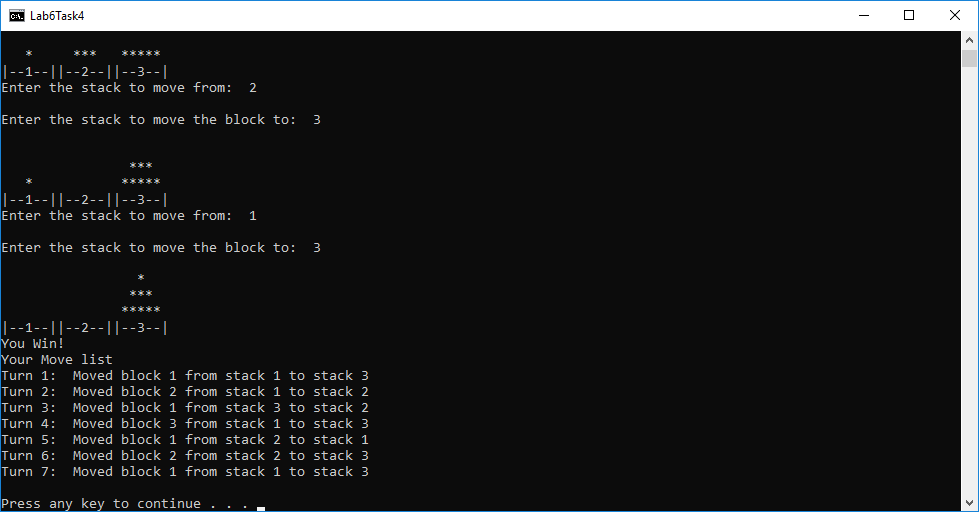 Lab6Task4
   *     ***   *****
|--1--||--2--||--3--|
Enter the stack to move from:  2
Enter the stack to move the block to:  3
                ***
   *           *****
|--1--||--2--||--3--|
Enter the stack to move from:  1
Enter the stack to move the block to:  3
                 *
                ***
               *****
|--1--||--2--||--3--|
You Win!
Your Move list
Turn 1:  Moved block 1 from stack 1 to stack 3
Turn 2:  Moved block 2 from stack 1 to stack 2
Turn 3:  Moved block 1 from stack 3 to stack 2
Turn 4:  Moved block 3 from stack 1 to stack 3
Turn 5:  Moved block 1 from stack 2 to stack 1
Turn 6:  Moved block 2 from stack 2 to stack 3
Turn 7:  Moved block 1 from stack 1 to stack 3
Press any key to continue . . .